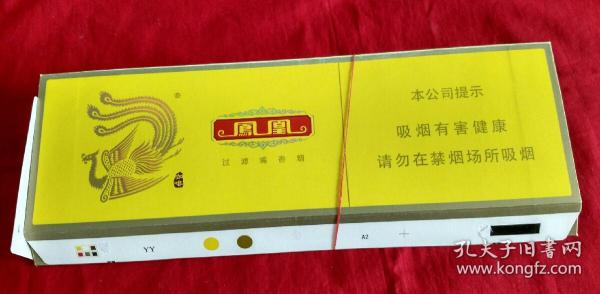 ®
鳳凰
过滤嘴香烟
本公司提示
吸烟有害健康
请勿在禁烟场所吸烟
YY
A2
孔夫子旧书网
www.kongfz.com